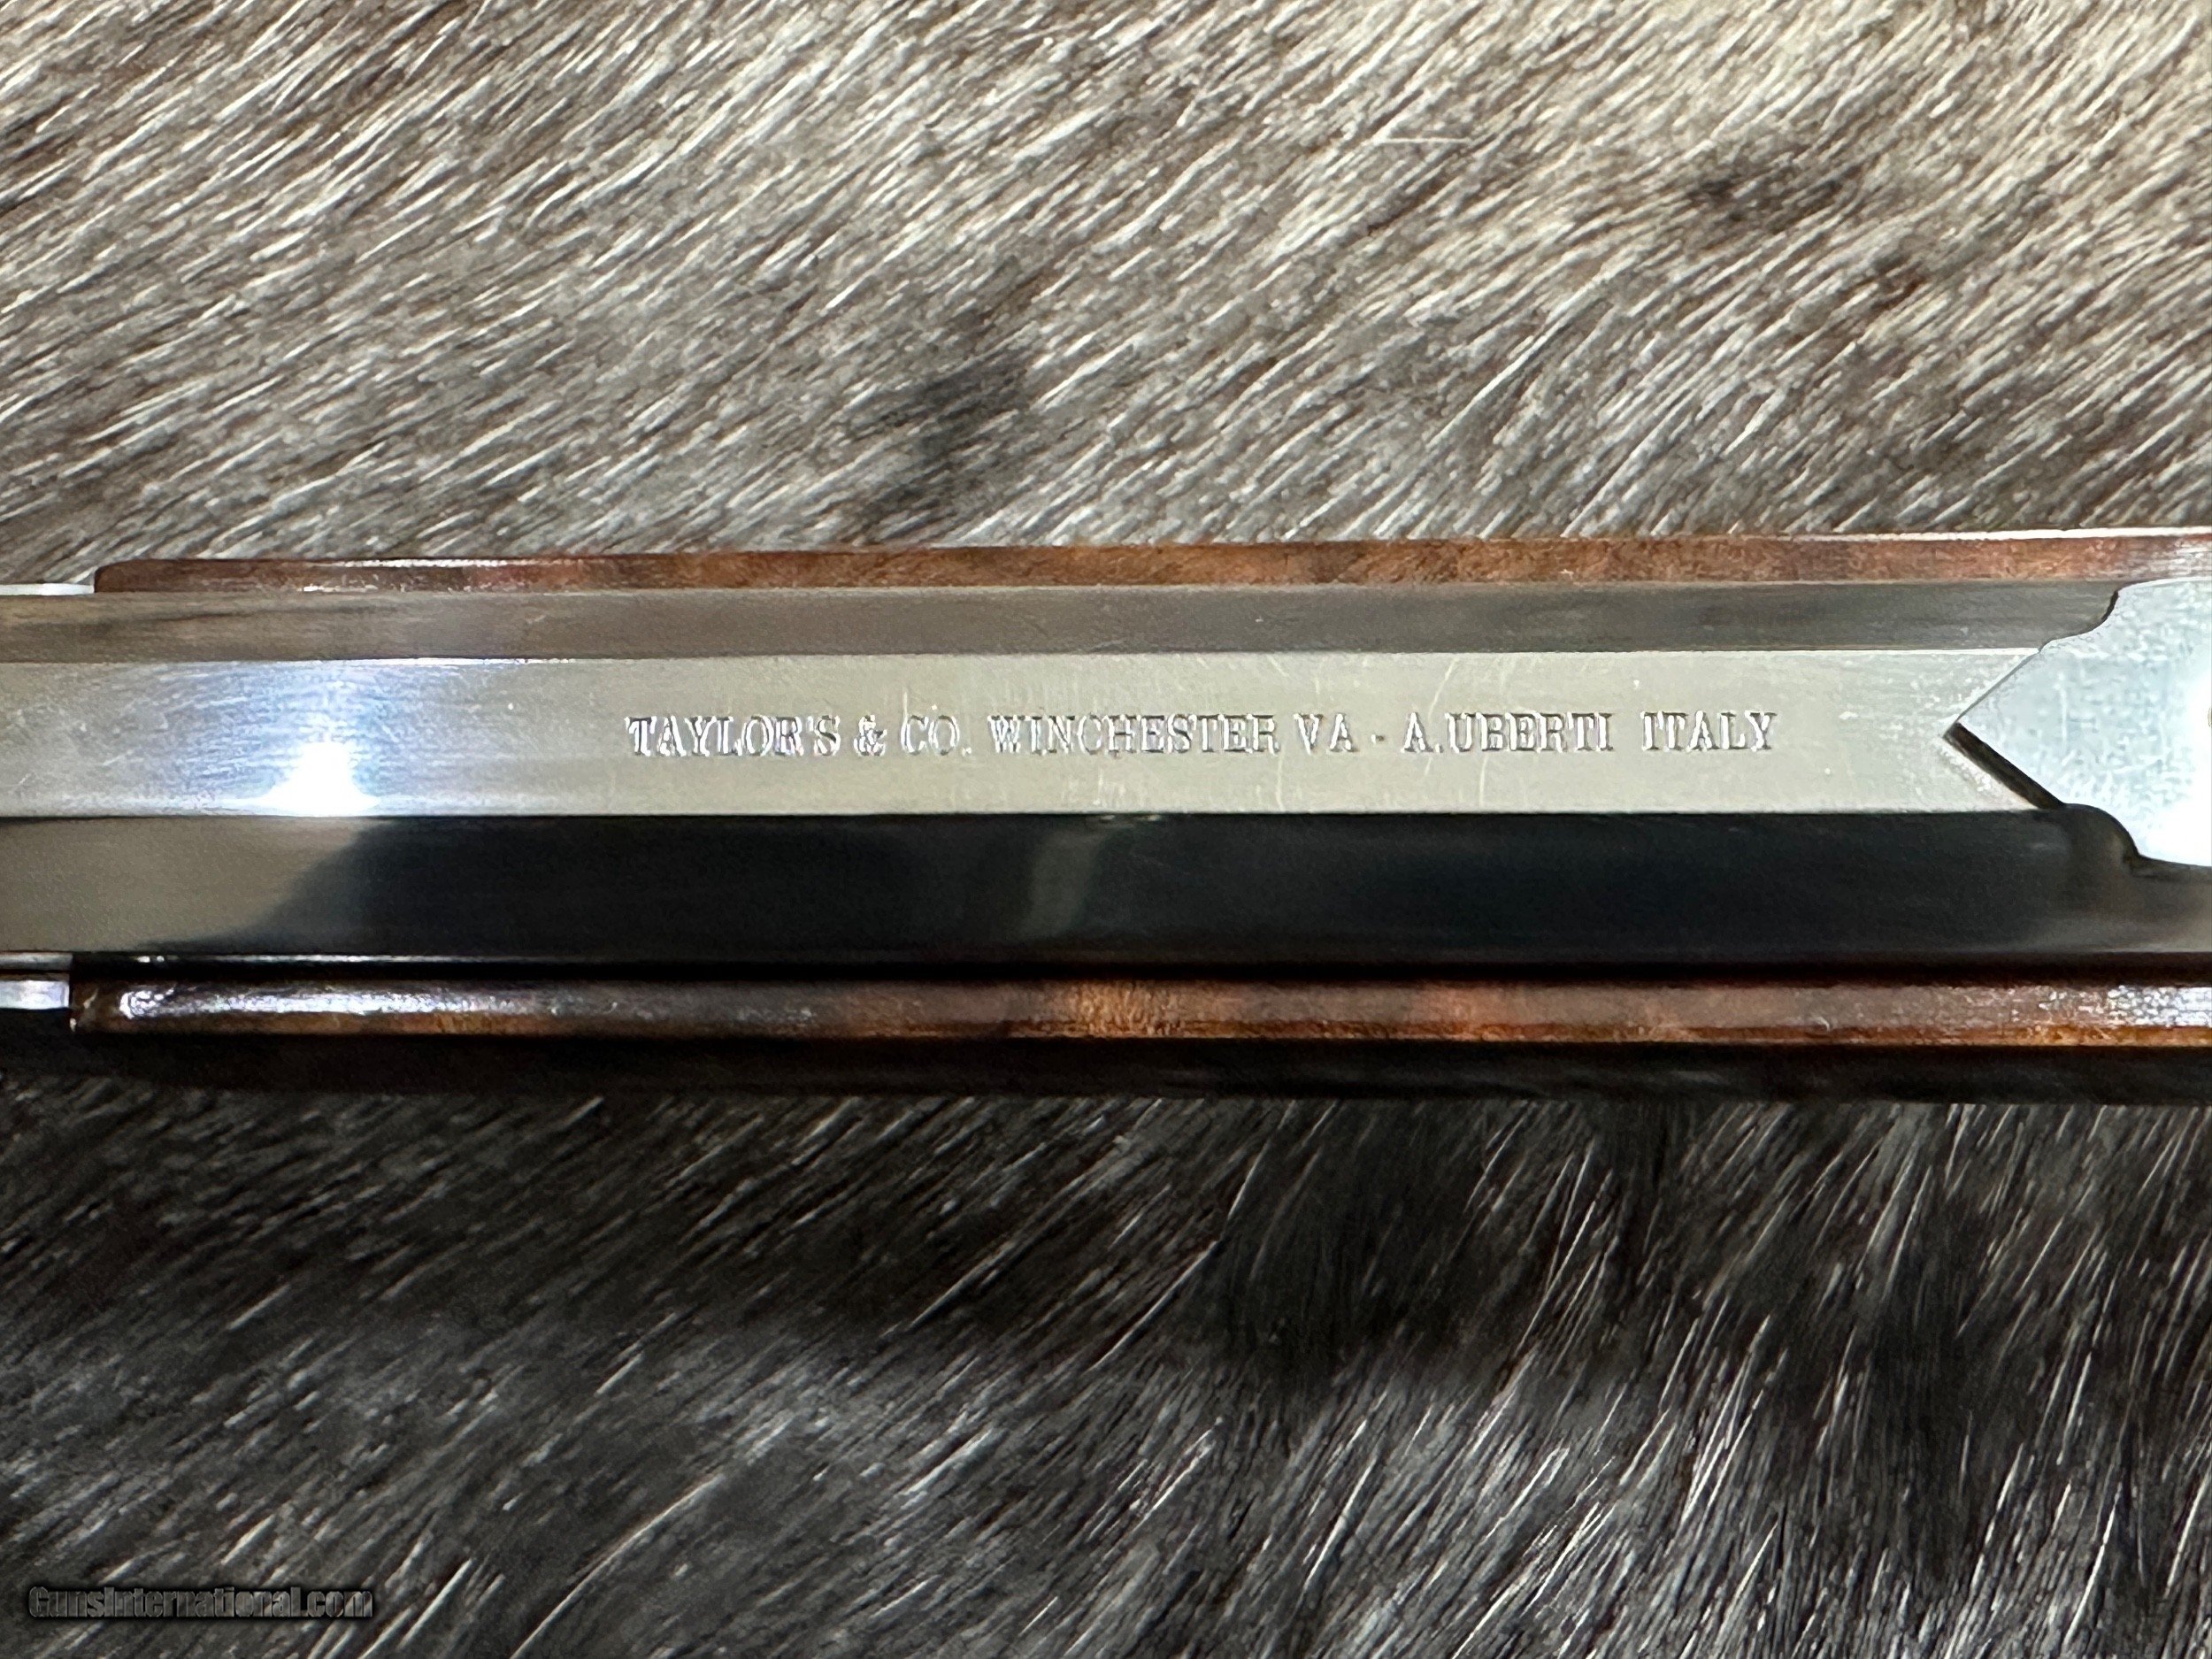 TAYLOR'S & CO. WINCHESTER VA - A.UBERTI ITALY
GunsInternational.com